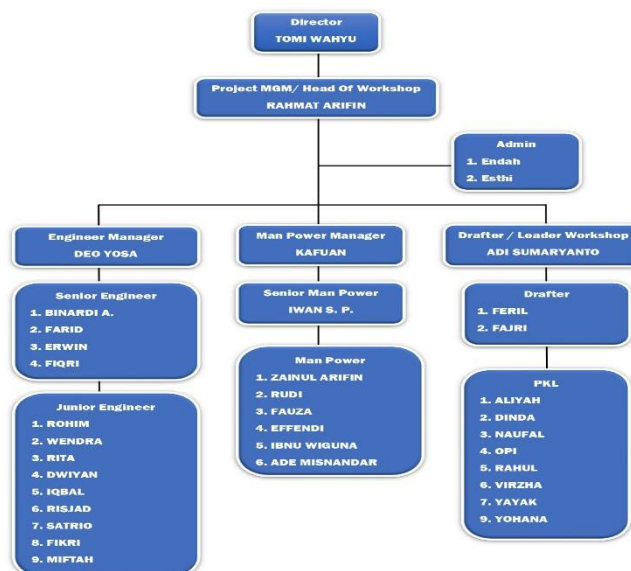 Director
TOMI WAHYU
Project MGM/ Head Of Workshop
RAHMAT ARIFIN
Admin
1. Endah
2. Esthi
Engineer Manager
DEO YOSA
Senior Engineer
1. BINARDI A.
2. FARID
3. ERWIN
4. FIQRI
Junior Engineer
1. ROHIM
2. WENDRA
3. RITA
4. DWIYAN
5. IQBAL
6. RISJAD
7. SATRIO
8. FIKRI
9. MIFTAH
Man Power Manager
KAFUAN
Senior Man Power
IWAN S. P.
Man Power
1. ZAINUL ARIFIN
2. RUDI
3. FAUZA
4. EFFENDI
5. IBNU WIGUNA
6. ADE MISNANDAR
Drafter / Leader Workshop
ADI SUMARYANTO
Drafter
1. FERIL
2. FAJRI
PKL
1. ALIYAH
2. DINDA
3. NAUFAL
4. OPI
5. RAHUL
6. VIRZHA
7. YAYAK
9. YOHANA